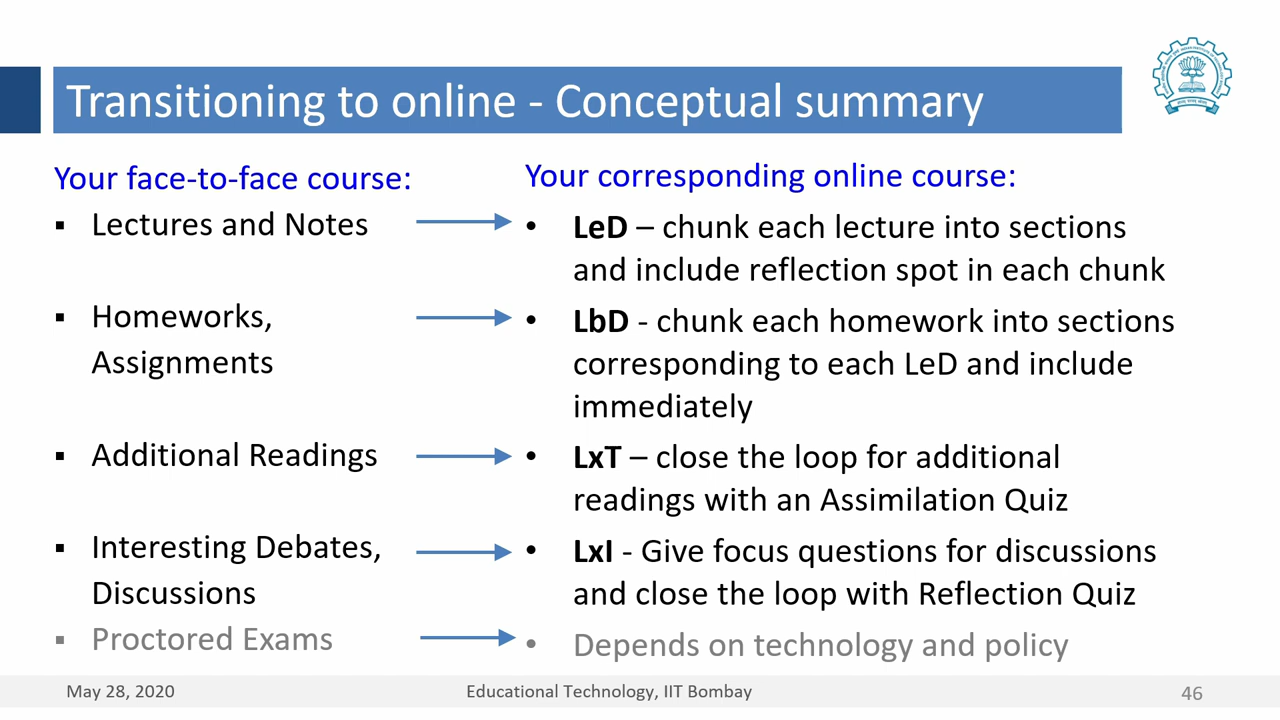 Transitioning to online - Conceptual summary
Your face-to-face course:
▪ Lectures and Notes
▪ Homeworks,
Assignments
▪ Additional Readings
▪ Interesting Debates,
Discussions
▪ Proctored Exams
Your corresponding online course:
• LeD – chunk each lecture into sections
and include reflection spot in each chunk
• LbD - chunk each homework into sections
corresponding to each LeD and include
immediately
• LxT – close the loop for additional
readings with an Assimilation Quiz
• LxI - Give focus questions for discussions
and close the loop with Reflection Quiz
• Depends on technology and policy
May 28, 2020
Educational Technology, IIT Bombay
46